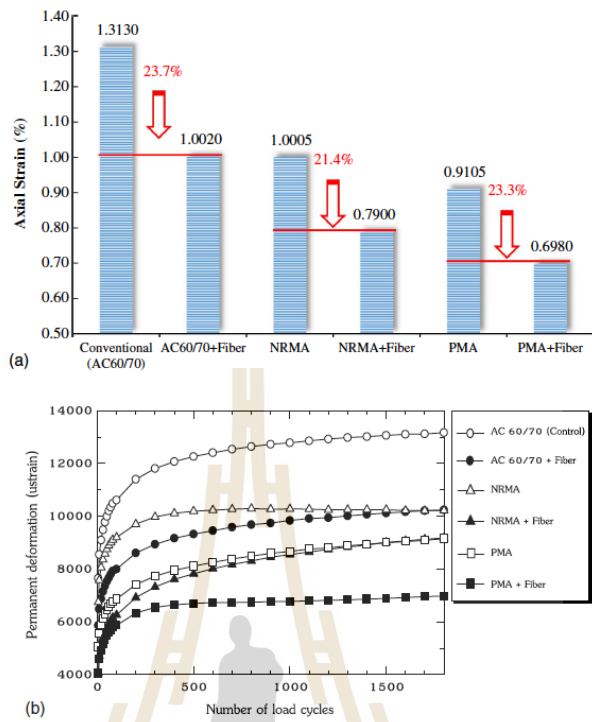 1.40
1.30
1.20
1.10
1.00
0.90
0.80
0.70
0.60
0.50
Axial Strain (%)
1.3130
23.7%
1.0020
1.0005
21.4%
0.7900
0.9105
23.3%
0.6980
Conventional
(AC60/70)
AC60/70+Fiber
NRMA
NRMA+Fiber
PMA
PMA+Fiber
(a)
14000
12000
10000
8000
6000
4000
Permanent deformation (ustrain)
0
500
1000
1500
Number of load cycles
AC 60/70 (Control)
AC 60/70 + Fiber
NRMA
NRMA + Fiber
PMA
PMA + Fiber
(b)